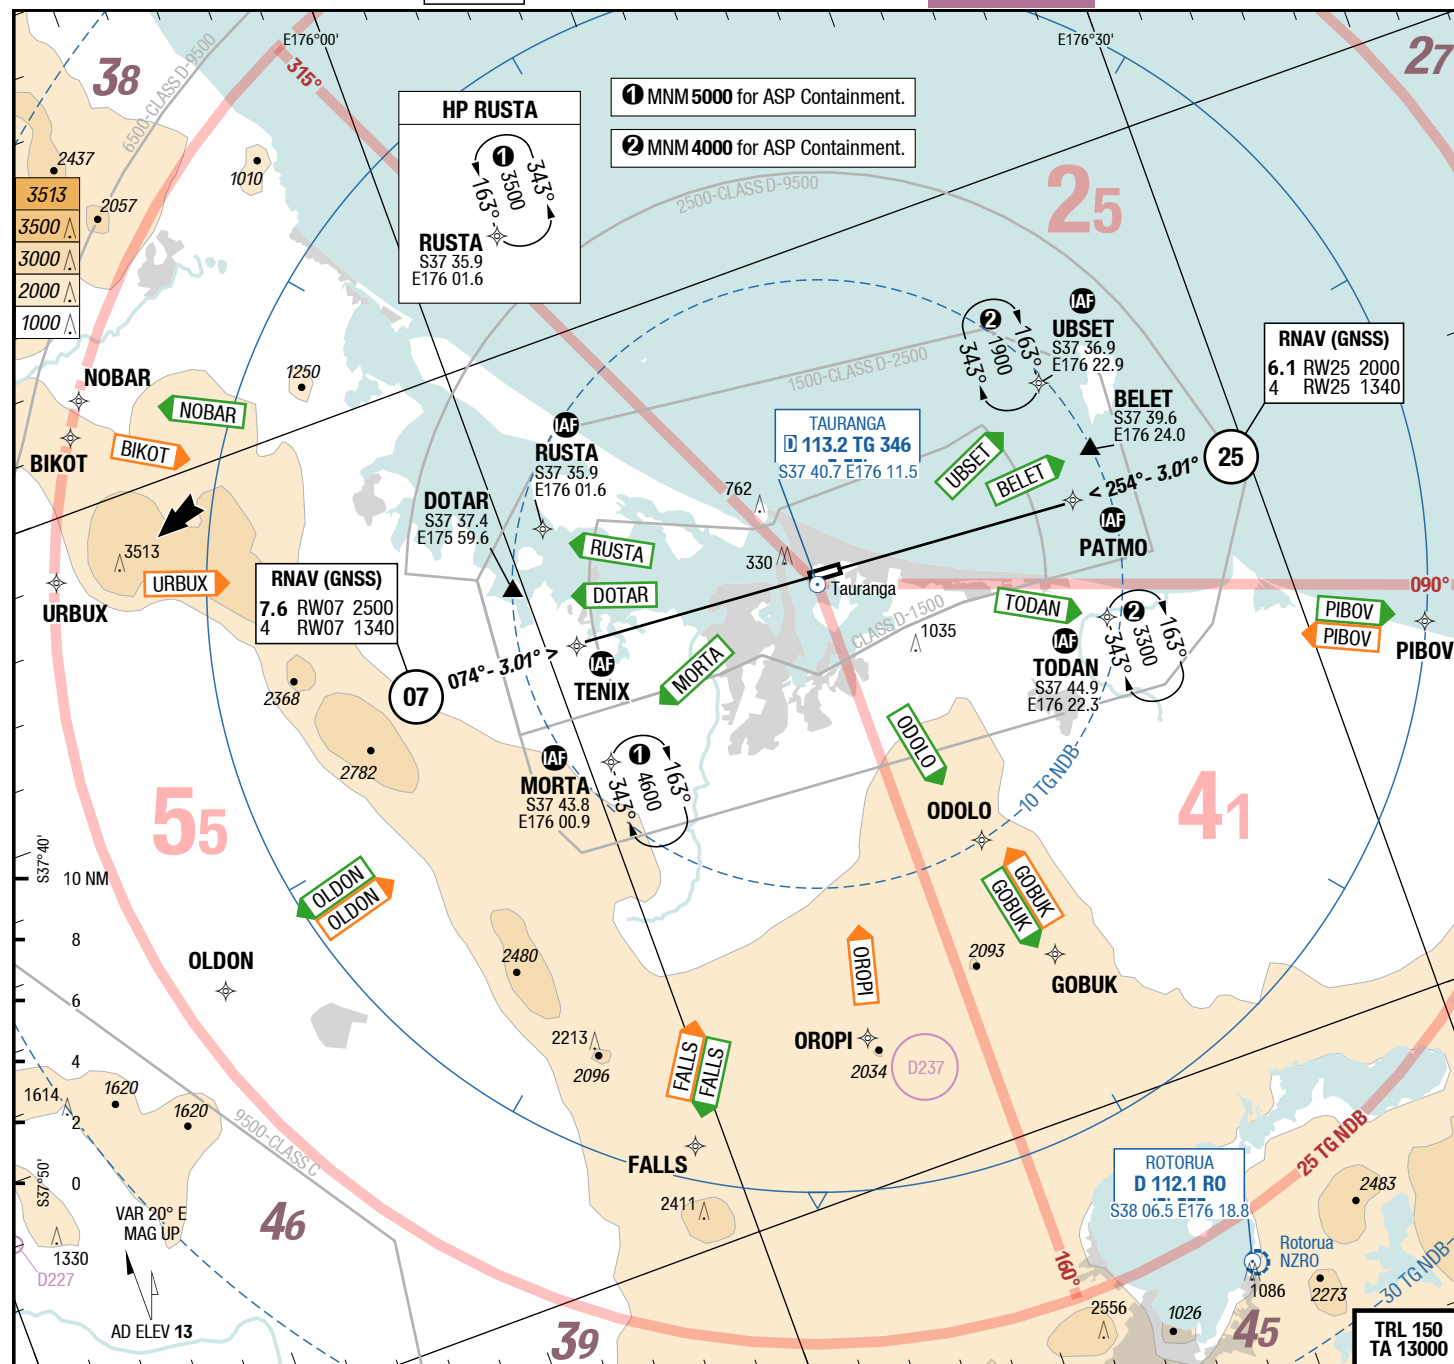 E176°00'
E176°30'
38
27
6500-CLASS D-9500
315°
❶ MNM 5000 for ASP Containment.
❷ MNM 4000 for ASP Containment.
HP RUSTA
❶
3500
343°
163°
RUSTA
S37 35.9
E176 01.6
2437
1010
2057
3513
3500
3000
2000
1000
2500-CLASS D-9500
25
IAF
UBSET
S37 36.9
E176 22.9
❷
1900
163°
343°
1500-CLASS D-2500
RNAV (GNSS)
6.1 RW25 2000
4 RW25 1340
NOBAR
NOBAR
1250
BIKOT
BIKOT
IAF
RUSTA
S37 35.9
E176 01.6
TAURANGA
D 113.2 TG 346
S37 40.7 E176 11.5
BELET
S37 39.6
E176 24.0
UBSET
BELET
25
< 254°- 3.01°
DOTAR
S37 37.4
E175 59.6
762
IAF
PATMO
3513
RUSTA
330
URBUX
URBUX
RNAV (GNSS)
7.6 RW07 2500
4 RW07 1340
DOTAR
Tauranga
090°
CLASS D-1500
TODAN
❷
3300
163°
343°
PIBOV
PIBOV
PIBOV
1035
IAF
TODAN
S37 44.9
E176 22.3
07
074°- 3.01° >
IAF
TENIX
MORTA
2368
2782
ODOLO
IAF
MORTA
S37 43.8
E176 00.9
❶
4600
163°
343°
10 TG NDB
ODOLO
55
41
S37°40'
10 NM
8
6
4
2
0
S37°50'
OLDON
OLDON
GOBUK
GOBUK
OLDON
2480
OROPI
2093
GOBUK
2213
2096
OROPI
2034
D237
FALLS
FALLS
1614
1620
1620
9500-CLASS C
FALLS
25 TG NDB
ROTORUA
D 112.1 RO
S38 06.5 E176 18.8
2483
2411
46
VAR 20° E
MAG UP
1330
D227
160°
Rotorua
NZRO
1086
2273
30 TG NDB
AD ELEV 13
39
2556
1026
45
TRL 150
TA 13000